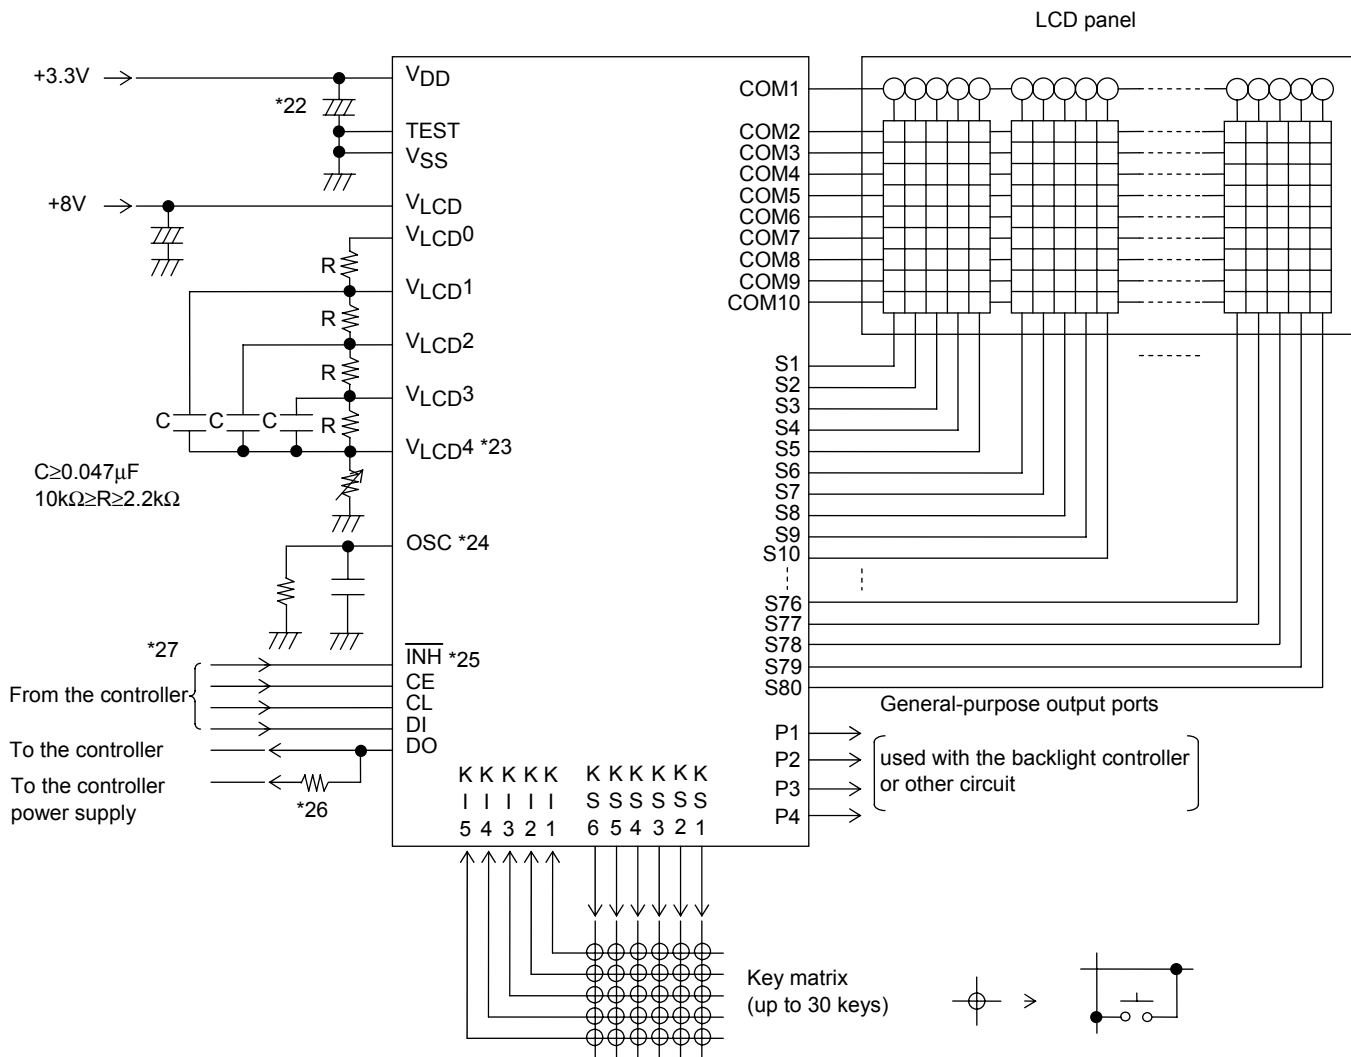 LCD panel
+3.3V
*22
VDD
TEST
VSS
+8V
VLCD
VLCD0
R
VLCD1
R
VLCD2
R
VLCD3
C
C
C
R
VLCD4 *23
C≥0.047μF
10kΩ≥R≥2.2kΩ
OSC *24
*27
INH *25
From the controller
CE
CL
DI
To the controller
DO
To the controller
power supply
*26
COM1
COM2
COM3
COM4
COM5
COM6
COM7
COM8
COM9
COM10
S1
S2
S3
S4
S5
S6
S7
S8
S9
S10
S76
S77
S78
S79
S80
General-purpose output ports
P1
P2
P3
P4
used with the backlight controller
or other circuit
K K K K K K K K K K K
I I I I I S S S S S S
5 4 3 2 1 6 5 4 3 2 1
Key matrix
(up to 30 keys)